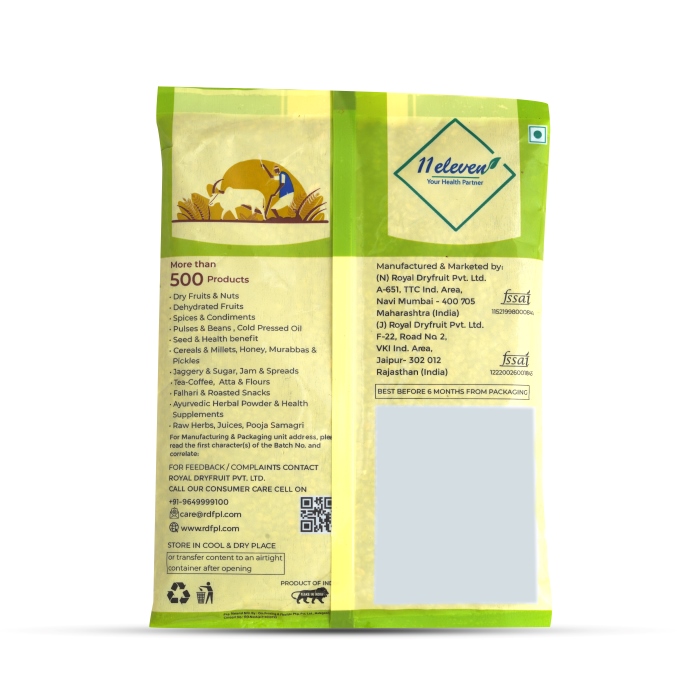 More than
500 Products
• Dry Fruits & Nuts
• Dehydrated Fruits
• Spices & Condiments
• Pulses & Beans , Cold Pressed Oil
• Seed & Health benefit
• Cereals & Millets, Honey, Murabbas &
Pickles
• Jaggery & Sugar, Jam & Spreads
• Tea-Coffee, Atta & Flours
• Falhari & Roasted Snacks
• Ayurvedic Herbal Powder & Health
Supplements
• Raw Herbs, Juices, Pooja Samagri
For Manufacturing & Packaging unit address, plea
read the first character(s) of the Batch No. and
correlate:
FOR FEEDBACK / COMPLAINTS CONTACT
ROYAL DRYFRUIT PVT. LTD.
CALL OUR CONSUMER CARE CELL ON
+91-9649999100
care@rdfpl.com
www.rdfpl.com
STORE IN COOL & DRY PLACE
or transfer content to an airtight
container after opening
PRODUCT OF IND
MAKE IN INDIA
11 eleven
Your Health Partner
Manufactured & Marketed by:
(N) Royal Dryfruit Pvt. Ltd.
A-651, TTC Ind. Area,
Navi Mumbai - 400 705
Maharashtra (India)
fssai
(J) Royal Dryfruit Pvt. Ltd.
F-22, Road No. 2,
VKI Ind. Area,
Jaipur- 302 012
Rajasthan (India)
fssai
BEST BEFORE 6 MONTHS FROM PACKAGING